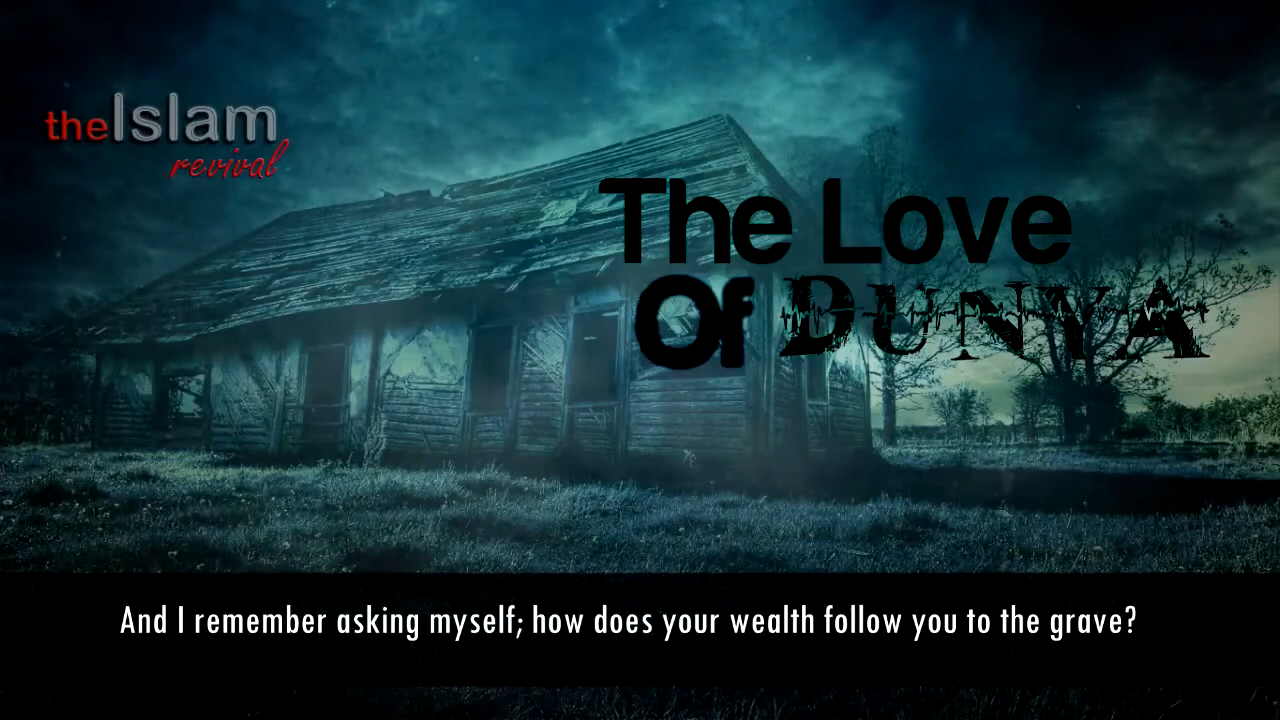 theIslam
revival
The Love
Of DUNYA
And I remember asking myself; how does your wealth follow you to the grave?